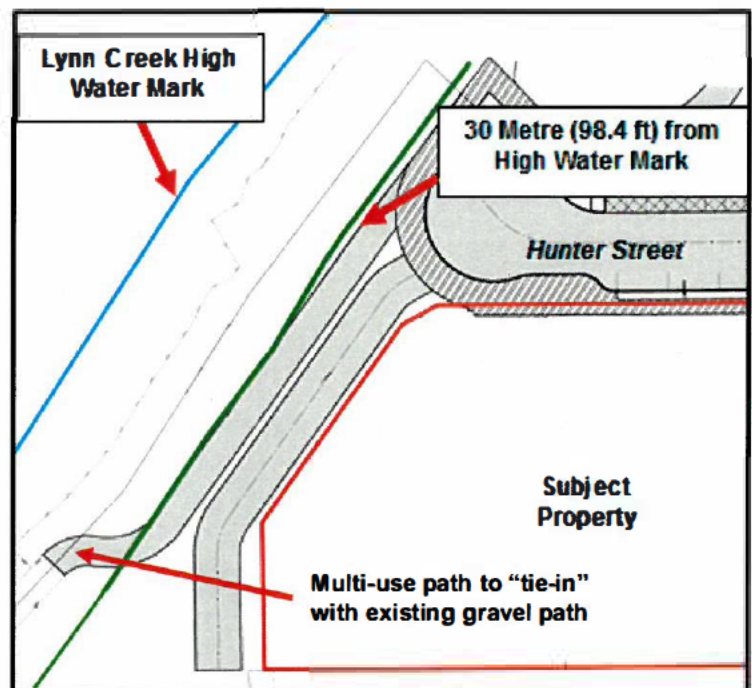 Lynn Creek High
Water Mark
30 Metre (98.4 ft) from
High Water Mark
Hunter Street
Subject
Property
Multi-use path to “tie-in”
with existing gravel path